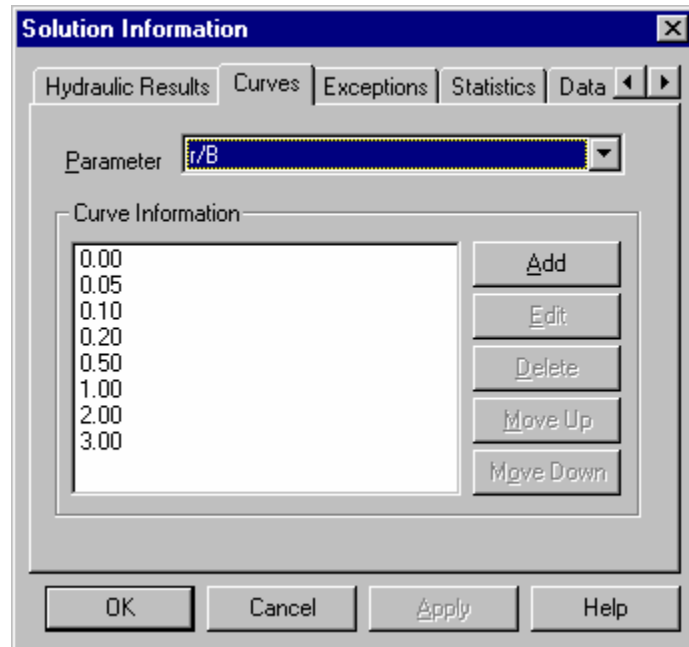 Solution Information
Hydraulic Results Curves Exceptions Statistics Data
Parameter r/B
Curve Information
0.00
0.05
0.10
0.20
0.50
1.00
2.00
3.00
Add
Edit
Delete
Move Up
Move Down
OK Cancel Apply Help